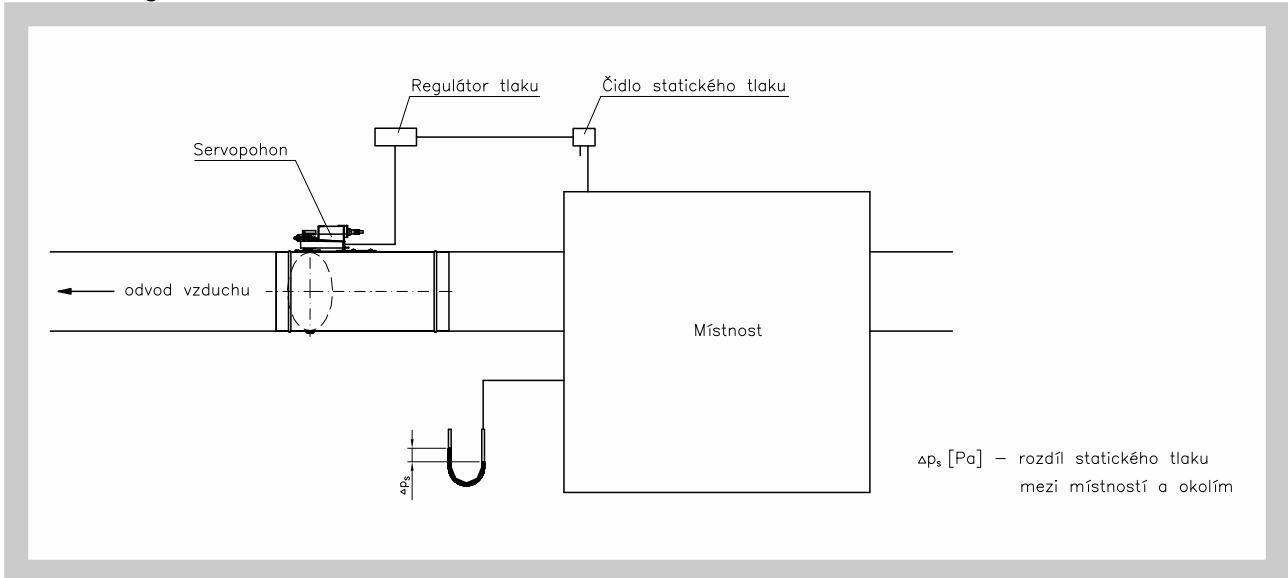 Regulátor tlaku
Čidlo statického tlaku
Servopohon
odvod vzduchu
Místnost
Δpₛ
Δpₛ [Pa] – rozdíl statického tlaku
mezi místností a okolím